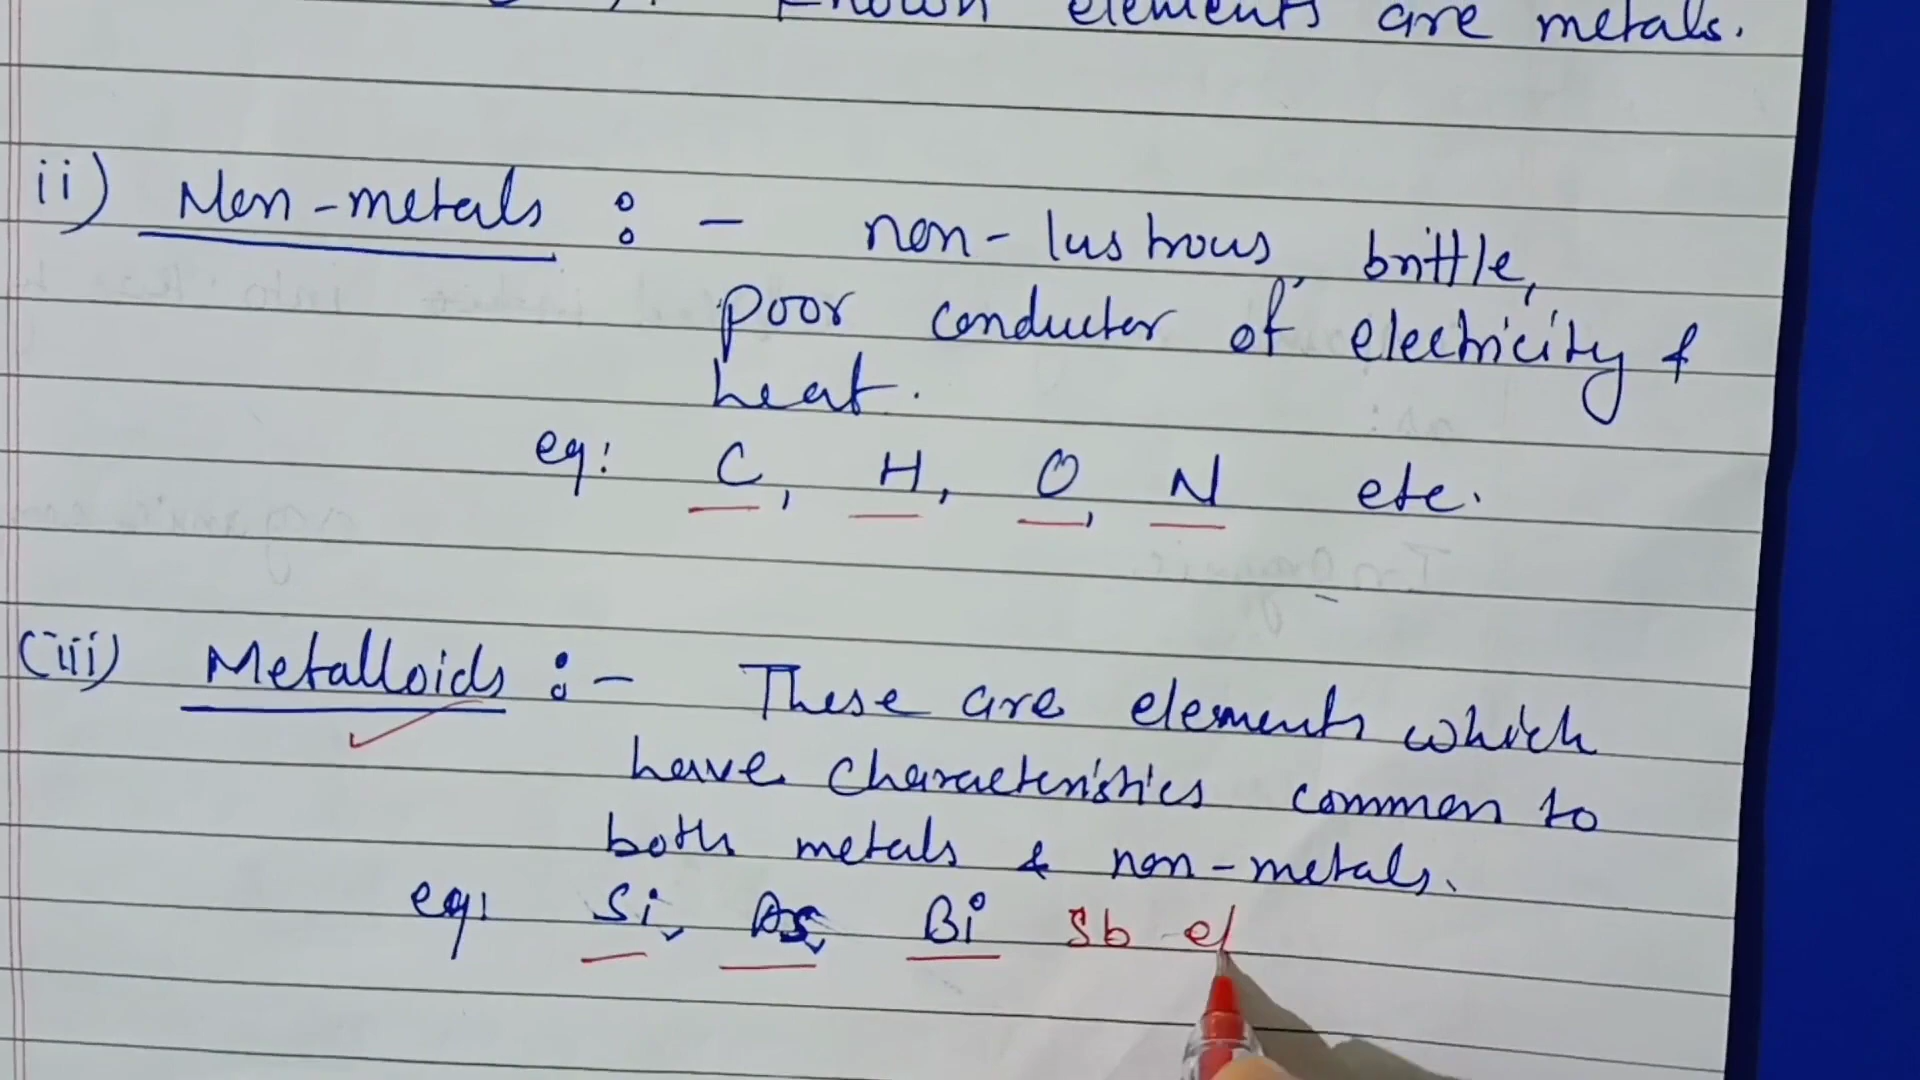 known elements are metals.
ii) Non-metals :- non-lustrous, brittle,
poor conductor of electricity &
heat.
eg: C, H, O, N etc.
(iii) Metalloids :- These are elements which
have characteristics common to
both metals & non-metals.
eg: Si, As, Bi Sb et